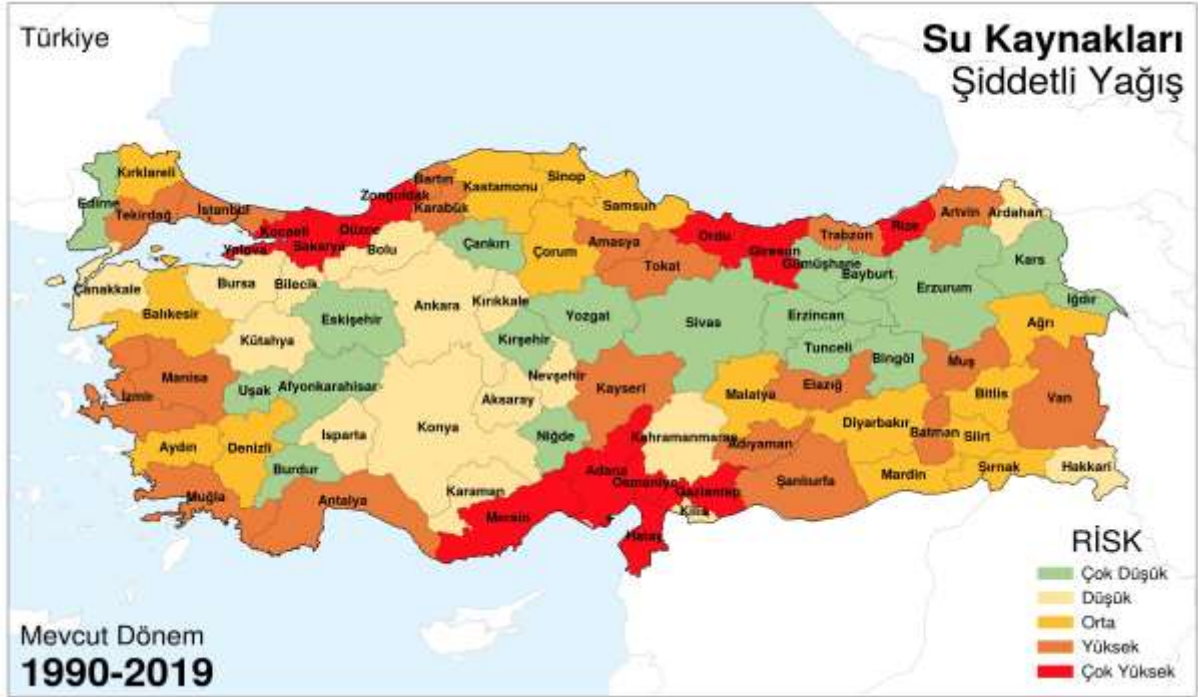 Türkiye
Su Kaynakları
Şiddetli Yağış
Kırklareli
Edirne
Tekirdağ
İstanbul
Kocaeli
Yalova
Sakarya
Düzce
Zonguldak
Bartın
Karabük
Kastamonu
Sinop
Samsun
Bolu
Çankırı
Çorum
Amasya
Tokat
Ordu
Giresun
Gümüşhane
Trabzon
Rize
Artvin
Ardahan
Bayburt
Erzurum
Kars
Iğdır
Çanakkale
Bursa
Bilecik
Balıkesir
Kütahya
Eskişehir
Ankara
Kırıkkale
Kırşehir
Yozgat
Sivas
Erzincan
Tunceli
Bingöl
Muş
Ağrı
Manisa
İzmir
Uşak
Afyonkarahisar
Nevşehir
Aksaray
Kayseri
Malatya
Elazığ
Bitlis
Van
Aydın
Denizli
Isparta
Burdur
Konya
Niğde
Kahramanmaraş
Adıyaman
Diyarbakır
Batman
Siirt
Muğla
Antalya
Karaman
Mersin
Adana
Osmaniye
Gaziantep
Kilis
Hatay
Şanlıurfa
Mardin
Şırnak
Hakkari
RİSK
Çok Düşük
Düşük
Orta
Yüksek
Çok Yüksek
Mevcut Dönem
1990-2019